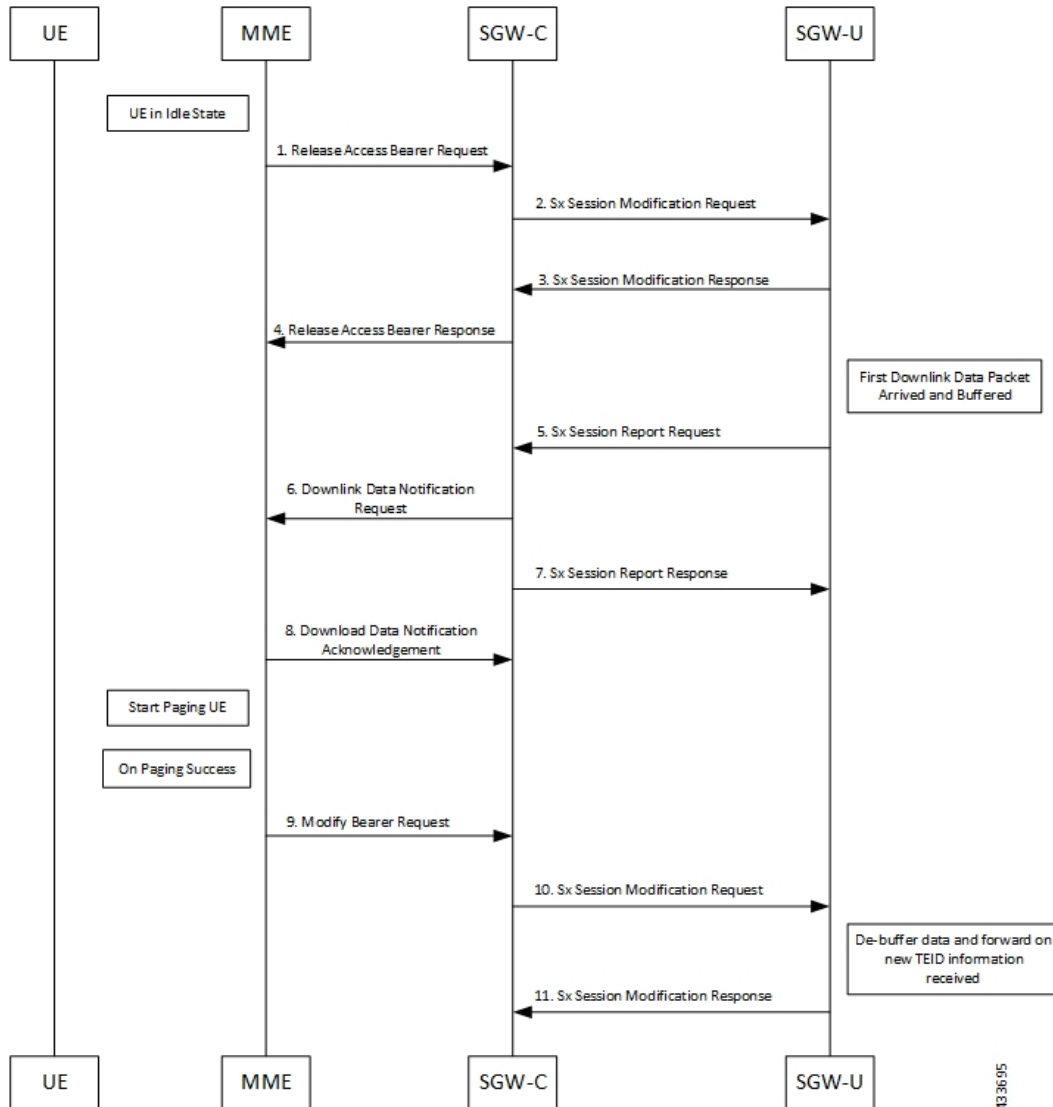 UE
MME
SGW-C
SGW-U
UE in Idle State
1. Release Access Bearer Request
2. Sx Session Modification Request
3. Sx Session Modification Response
4. Release Access Bearer Response
First Downlink Data Packet
Arrived and Buffered
5. Sx Session Report Request
6. Downlink Data Notification
Request
7. Sx Session Report Response
8. Download Data Notification
Acknowledgement
Start Paging UE
On Paging Success
9. Modify Bearer Request
10. Sx Session Modification Request
De-buffer data and forward on
new TEID information
received
11. Sx Session Modification Response
UE
MME
SGW-C
SGW-U
433695